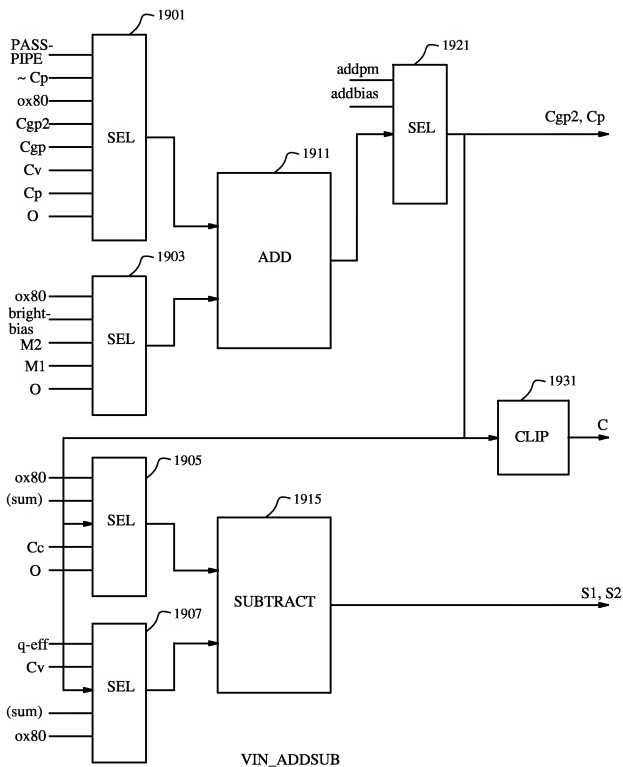 1901
PASS-
PIPE
~ Cp
ox80
Cgp2
Cgp
Cv
Cp
O
SEL
1903
ox80
bright-
bias
M2
M1
O
SEL
1911
ADD
1921
addpm
addbias
SEL
Cgp2, Cp
1931
CLIP
C
1905
ox80
(sum)
Cc
O
SEL
1907
q-eff
Cv
(sum)
ox80
SEL
1915
SUBTRACT
S1, S2
VIN_ADDSUB